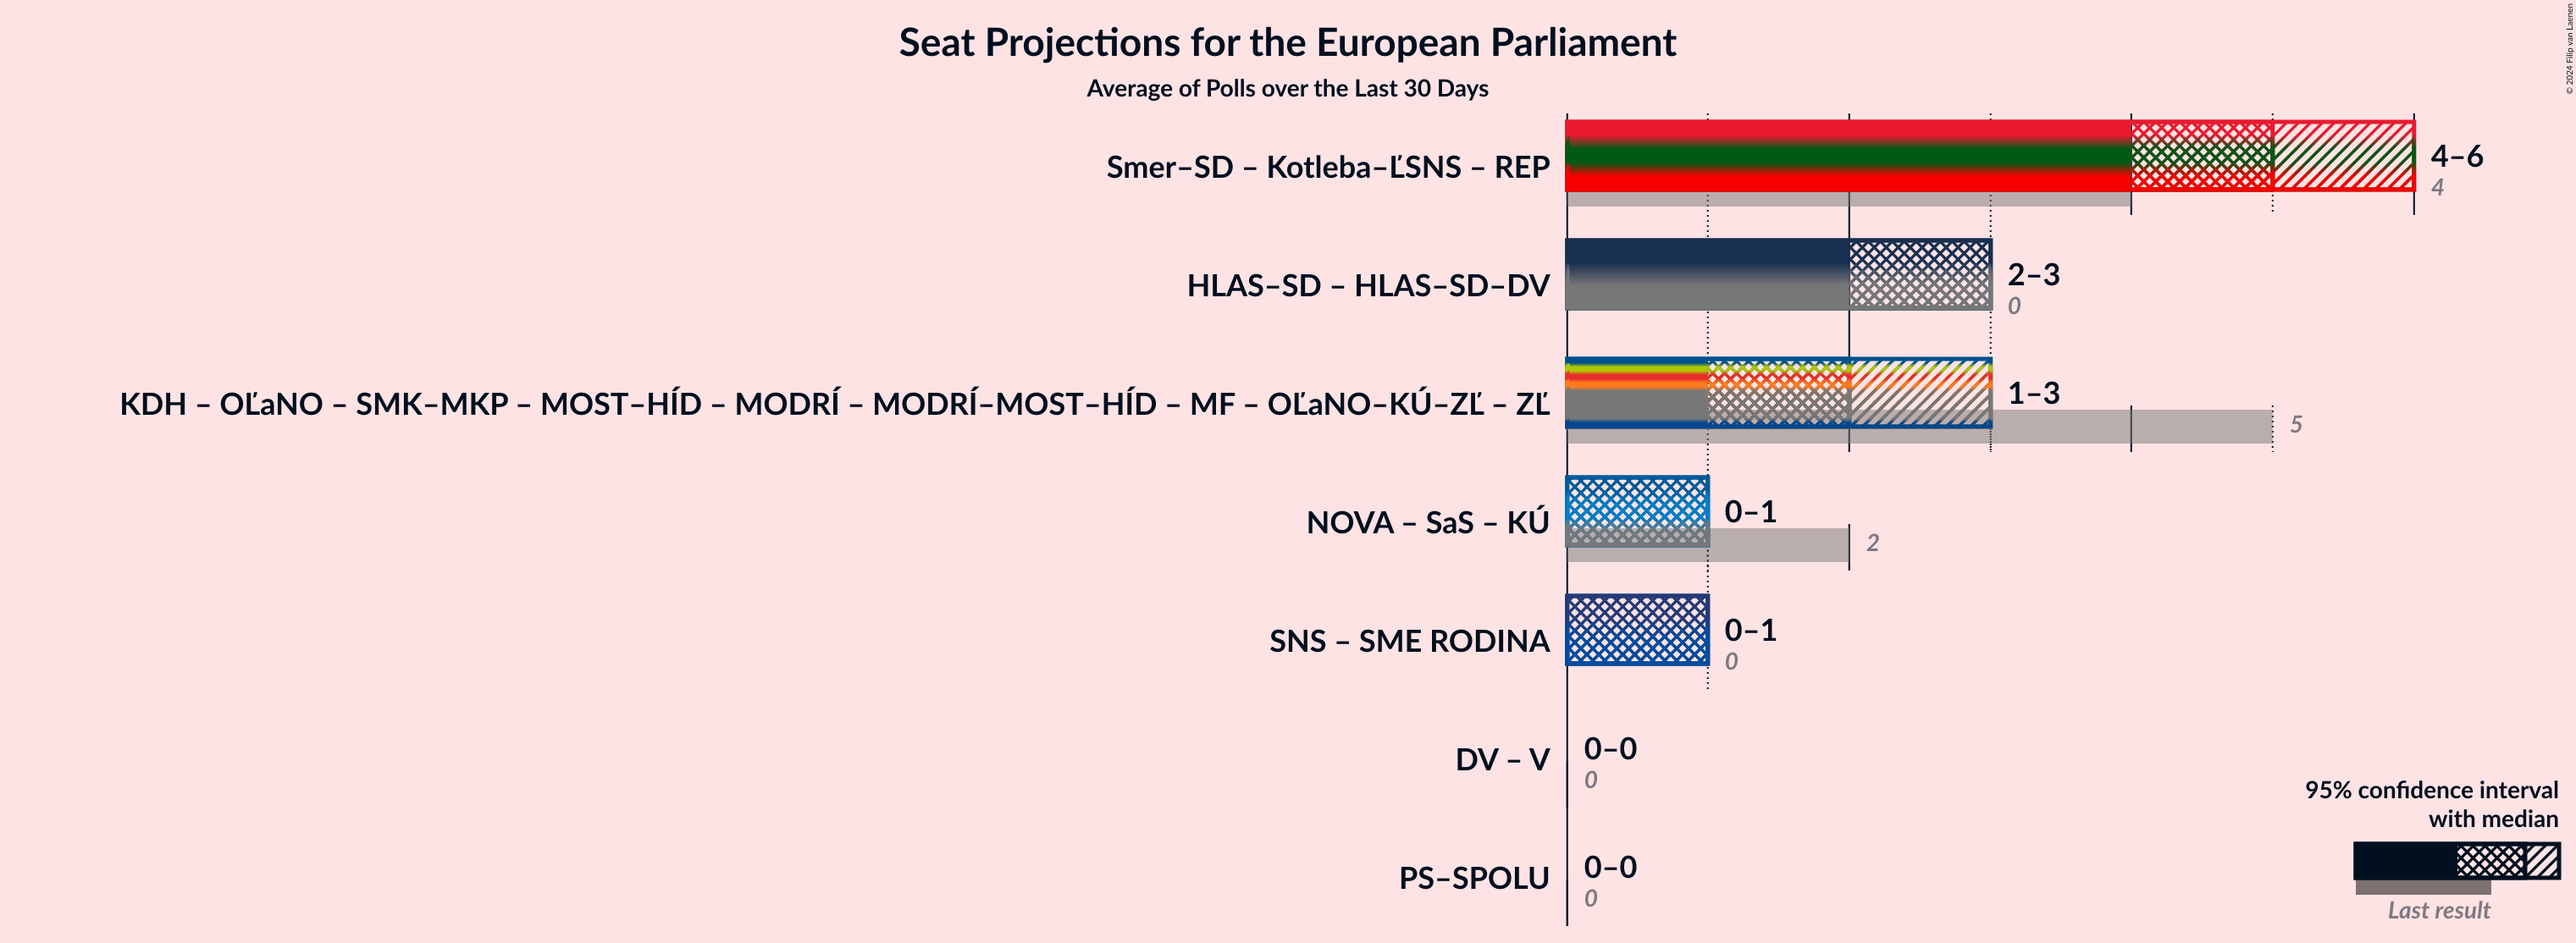 Seat Projections for the European Parliament
Average of Polls over the Last 30 Days
© 2024 Filip van Laenen
Smer–SD – Kotleba–ĽSNS – REP
4–6
4
HLAS–SD – HLAS–SD–DV
2–3
0
KDH – OĽaNO – SMK–MKP – MOST–HÍD – MODRÍ – MODRÍ–MOST–HÍD – MF – OĽaNO–KÚ–ZĽ – ZĽ
1–3
5
NOVA – SaS – KÚ
0–1
2
SNS – SME RODINA
0–1
0
DV – V
0–0
0
PS–SPOLU
0–0
0
95% confidence interval
with median
Last result